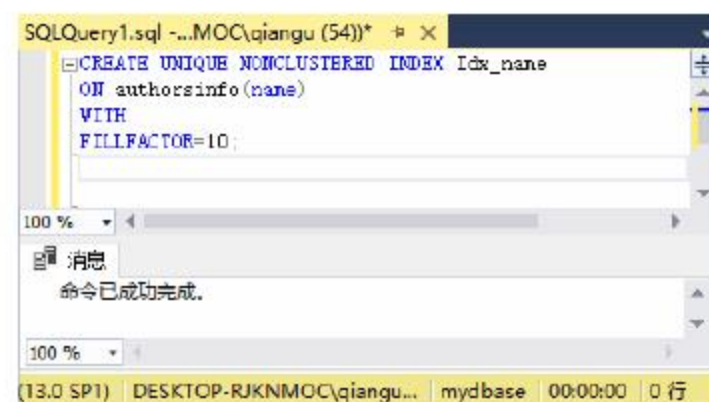 SQLQuery1.sql -...MOC\qiangu (54))*
CREATE UNIQUE NONCLUSTERED INDEX Idx_name
ON authorsinfo(name)
WITH
FILLFACTOR=10;
100 %
消息
命令已成功完成。
100 %
(13.0 SP1) DESKTOP-RJKNMOC\qiangu... mydbase 00:00:00 0 行